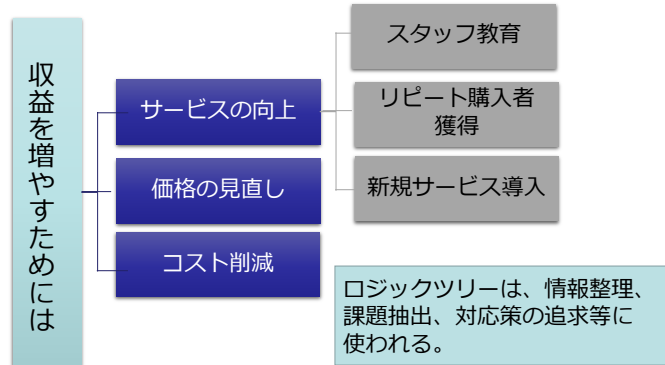 収益を増やすためには
サービスの向上
価格の見直し
コスト削減
スタッフ教育
リピート購入者
獲得
新規サービス導入
ロジックツリーは、情報整理、
課題抽出、対応策の追求等に
使われる。